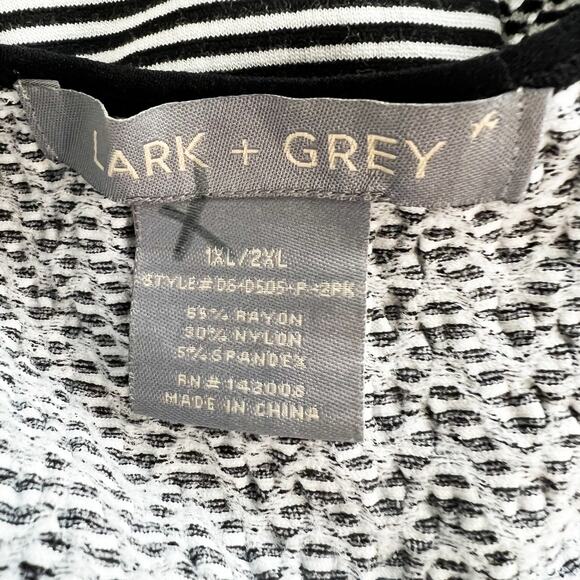 LARK + GREY
1XL/2XL
65% RAYON
30% NYLON
5% SPANDEX
RN # 143008
MADE IN CHINA